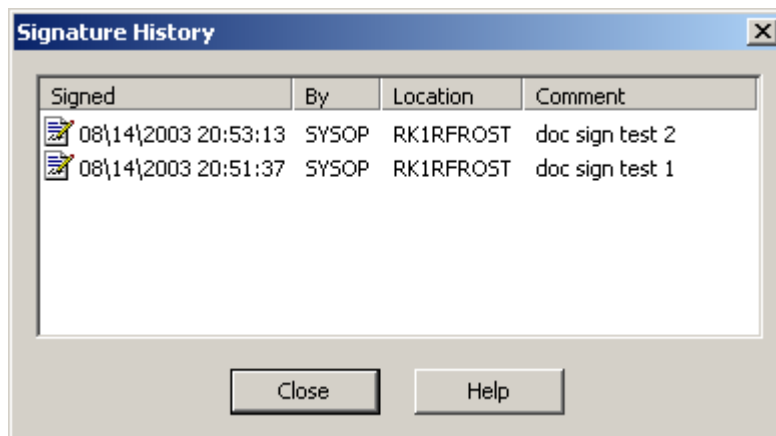 Signature History
Signed By Location Comment
08\14\2003 20:53:13 SYSOP RK1RFROST doc sign test 2
08\14\2003 20:51:37 SYSOP RK1RFROST doc sign test 1
Close Help